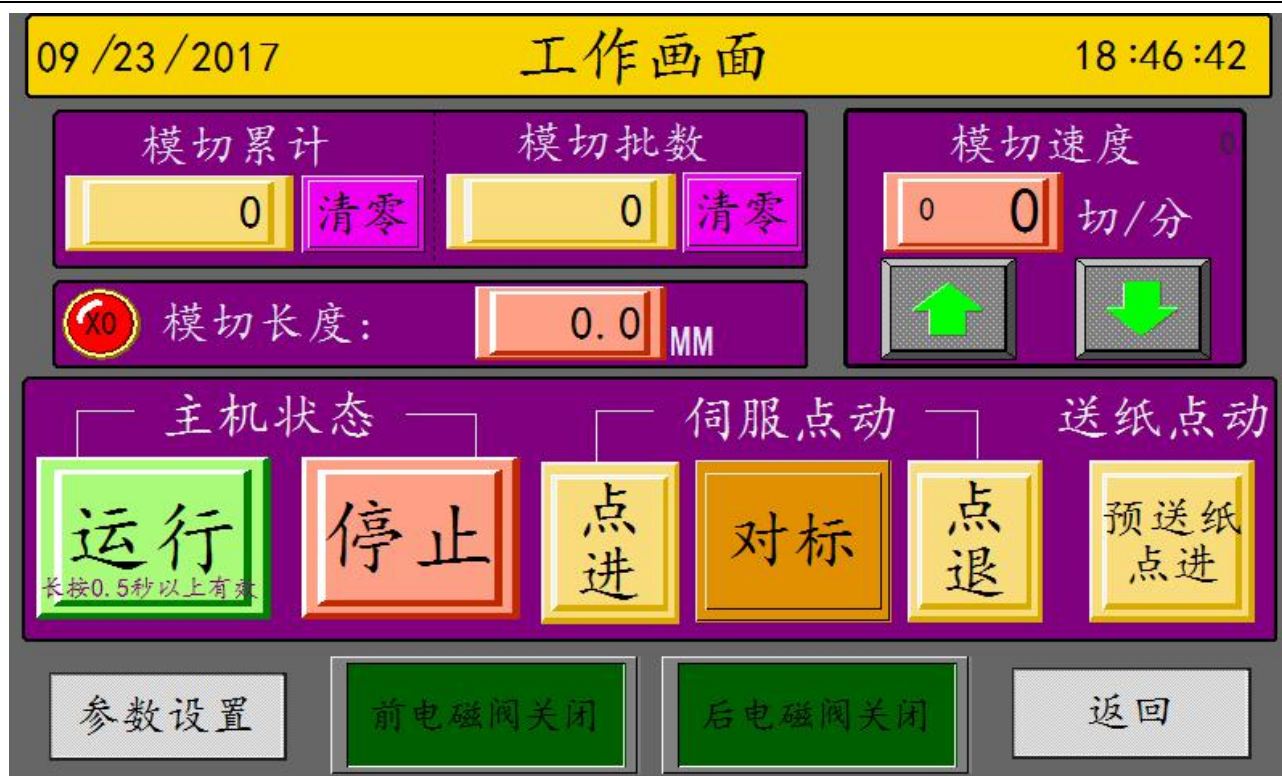 09/23/2017 工作画面 18:46:42
模切累计 模切批数 模切速度 0
0 清零 0 清零 0 0 切/分
X0 模切长度: 0.0 MM
主机状态 伺服点动 送纸点动
运行 停止 点进 对标 点退 预送纸点进
长按0.5秒以上有效
参数设置 前电磁阀关闭 后电磁阀关闭 返回